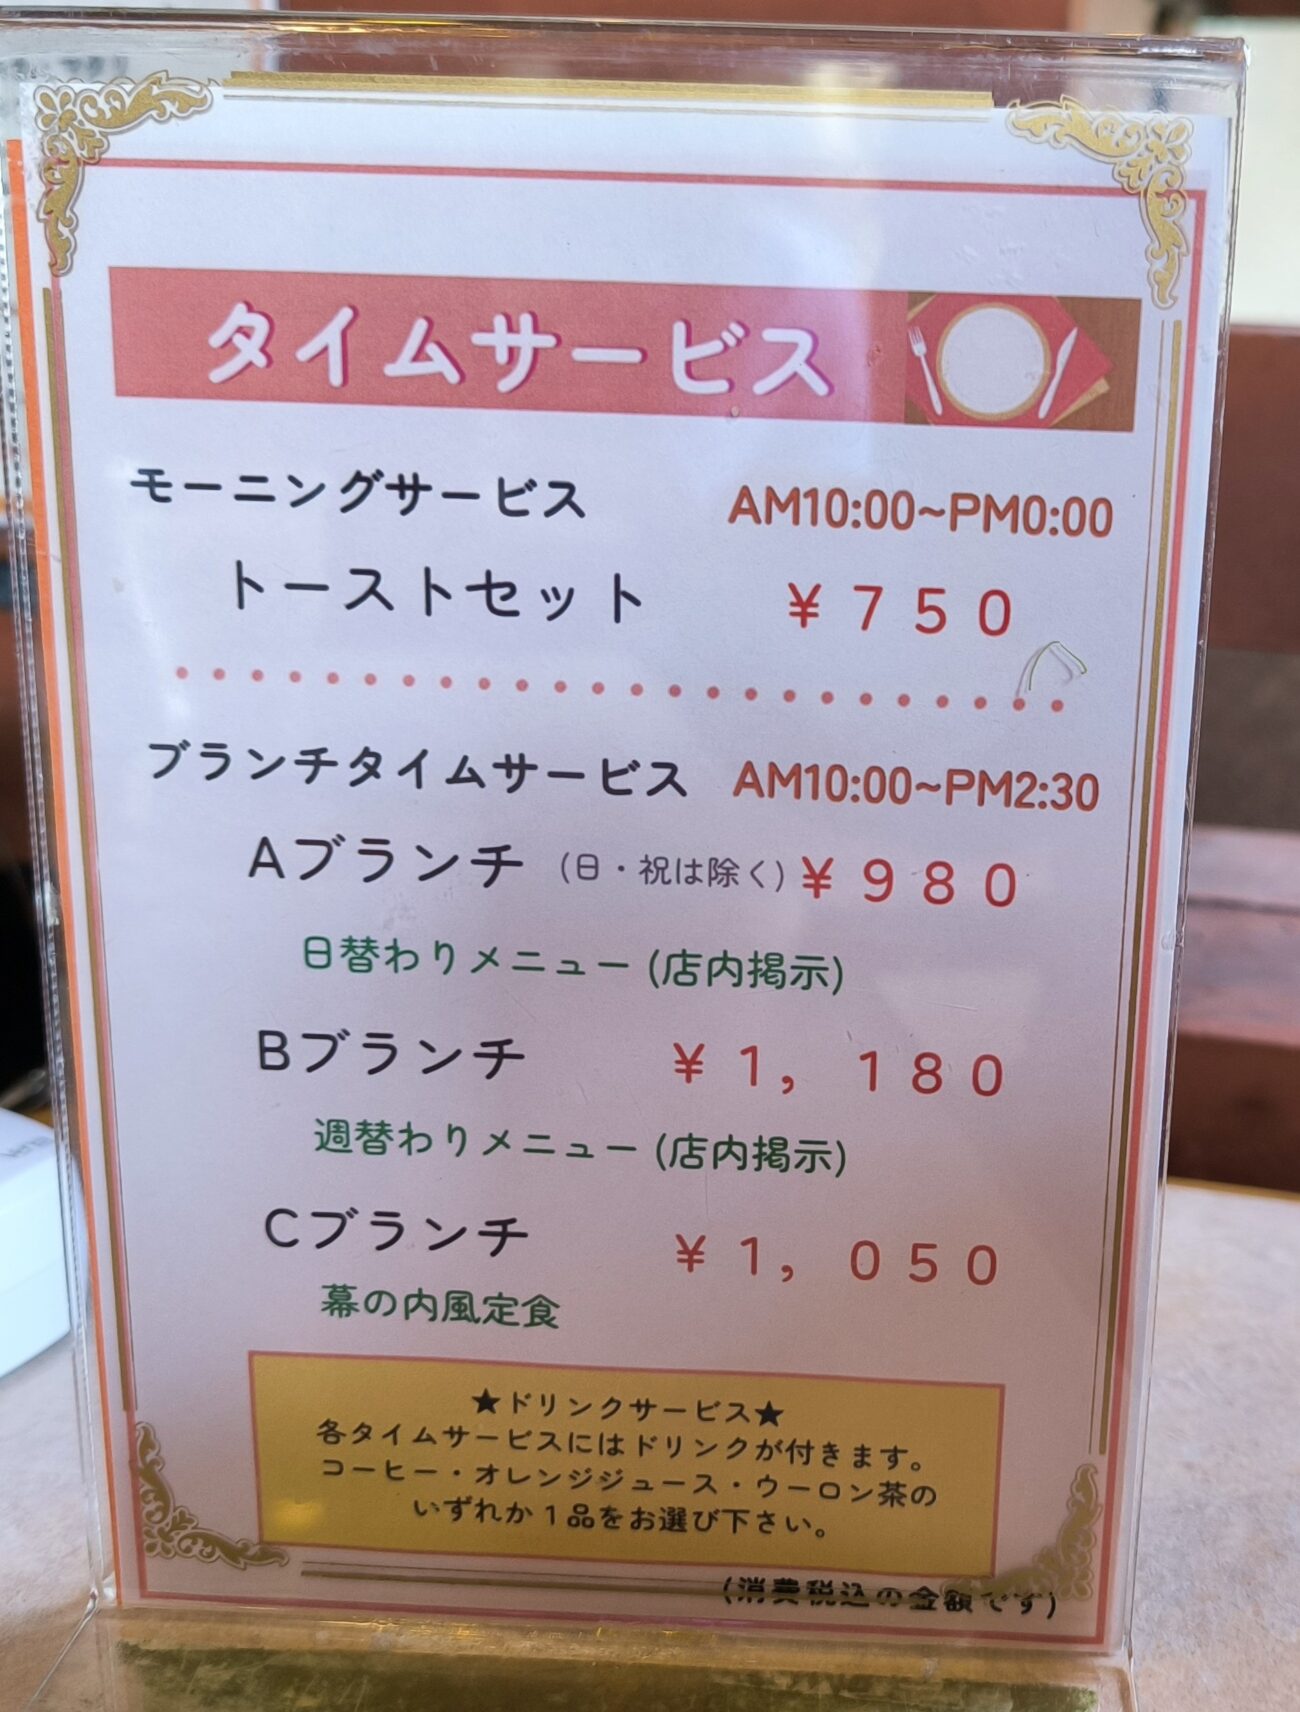 タイムサービス
モーニングサービス AM10:00~PM0:00
トーストセット ¥750
ブランチタイムサービス AM10:00~PM2:30
Aブランチ (日・祝は除く) ¥980
日替わりメニュー (店内掲示)
Bブランチ ¥1,180
週替わりメニュー (店内掲示)
Cブランチ ¥1,050
幕の内風定食
★ドリンクサービス★
各タイムサービスにはドリンクが付きます。
コーヒー・オレンジジュース・ウーロン茶の
いずれか1品をお選び下さい。
(消費税込の金額です)